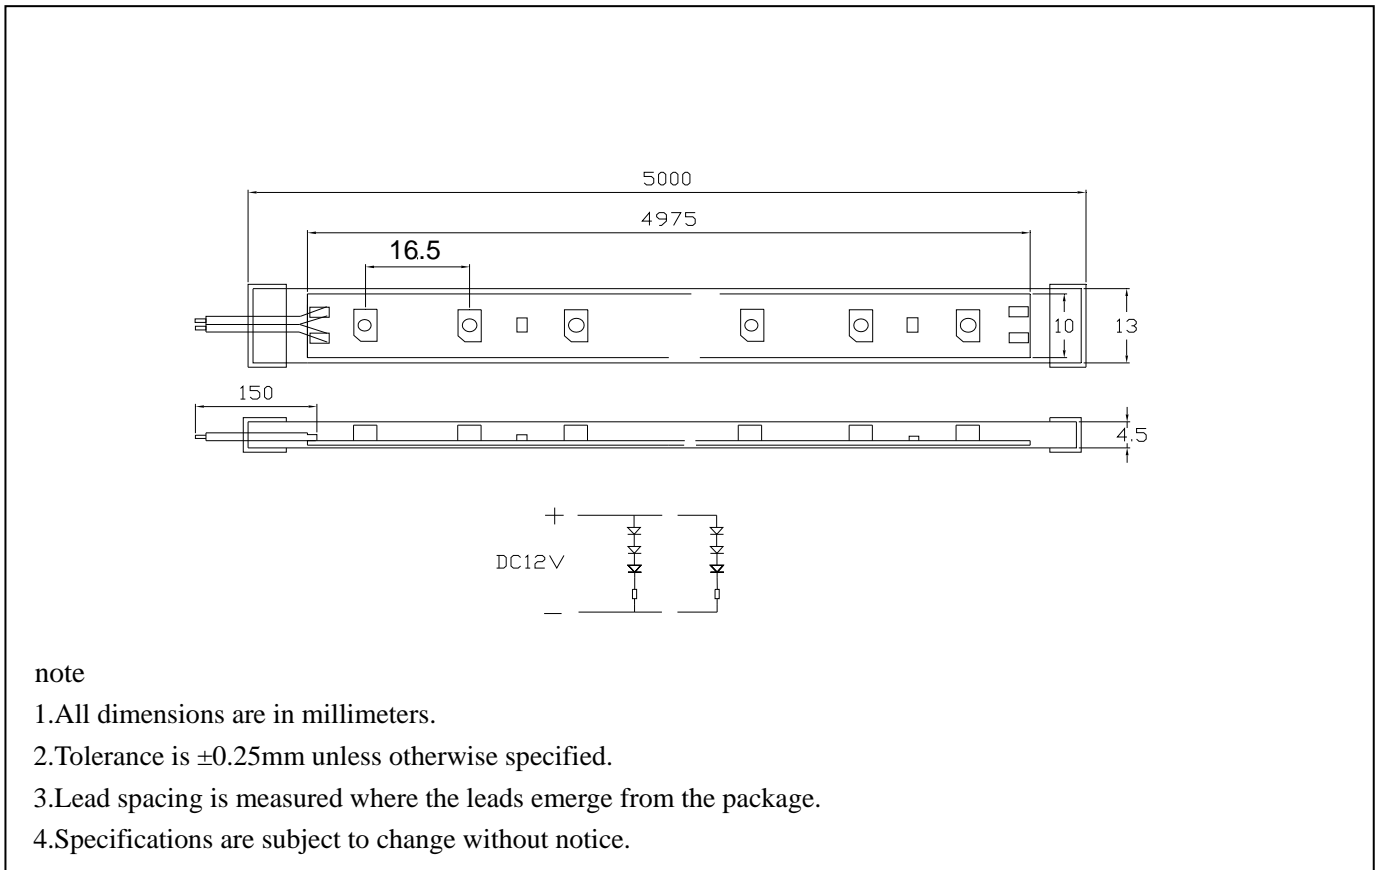 5000
4975
16.5
10
13
150
4.5
+
DC12V
—
note
1.All dimensions are in millimeters.
2.Tolerance is ±0.25mm unless otherwise specified.
3.Lead spacing is measured where the leads emerge from the package.
4.Specifications are subject to change without notice.